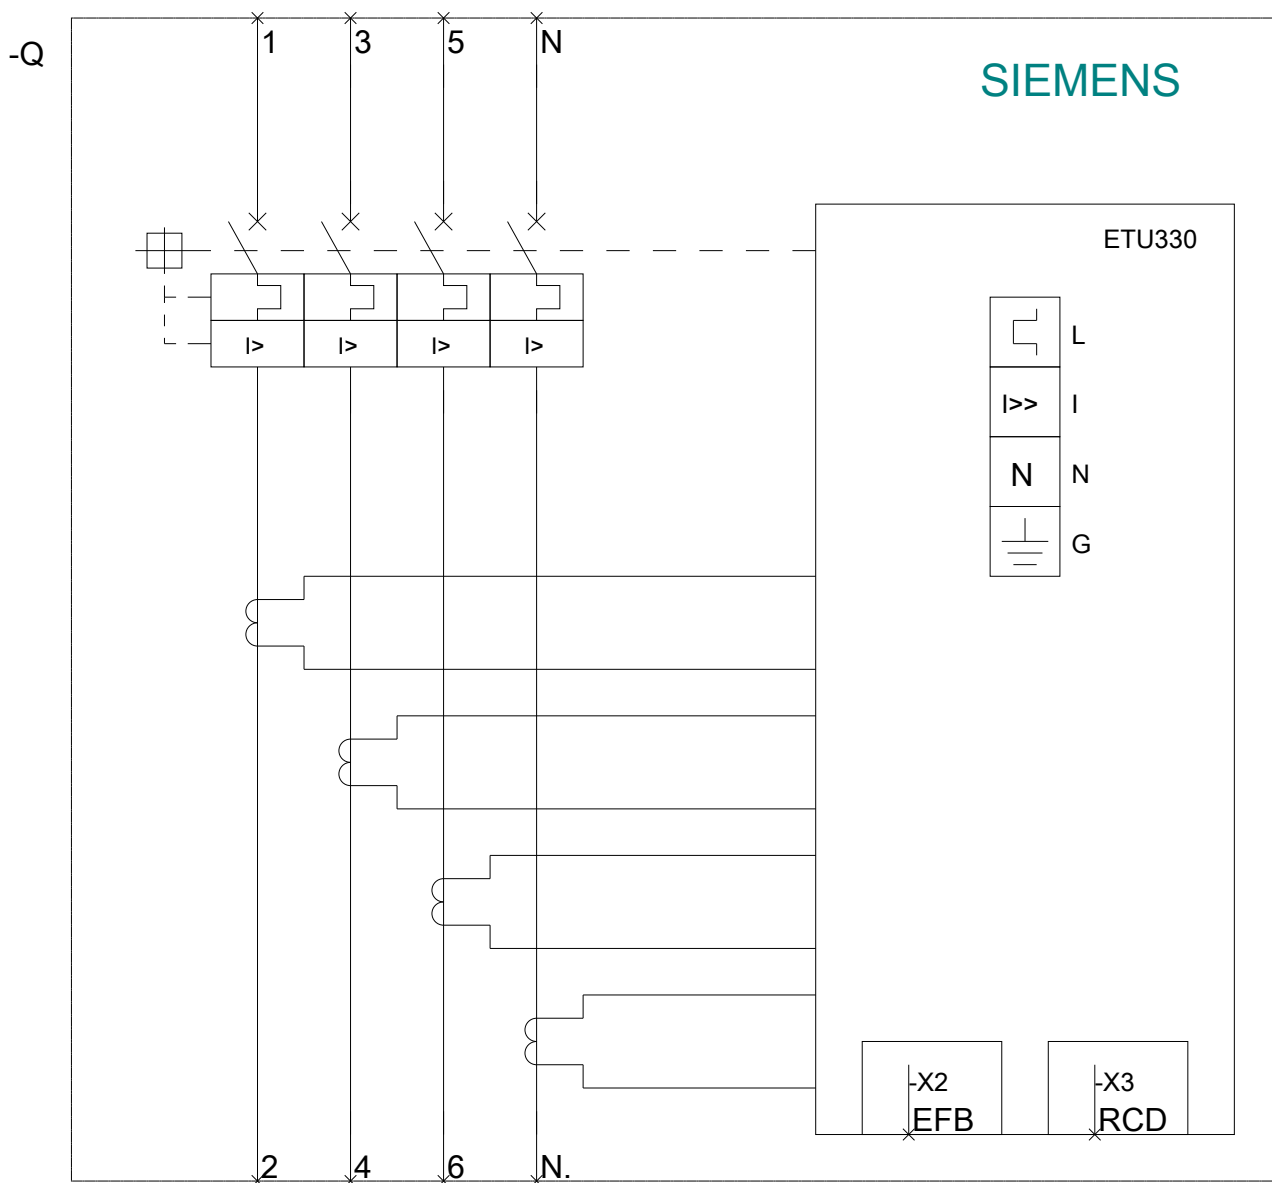 1 3 5 N
-Q
SIEMENS
ETU330
I> I> I> I>
L
I>> I
N N
G
-X2 -X3
EFB RCD
2 4 6 N.